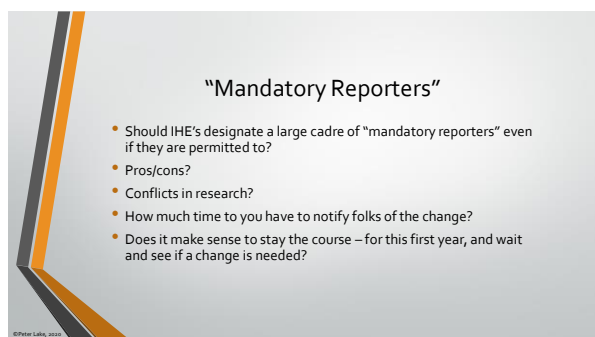 “Mandatory Reporters”
• Should IHE’s designate a large cadre of “mandatory reporters” even
if they are permitted to?
• Pros/cons?
• Conflicts in research?
• How much time to you have to notify folks of the change?
• Does it make sense to stay the course – for this first year, and wait
and see if a change is needed?
©Peter Lake, 2020